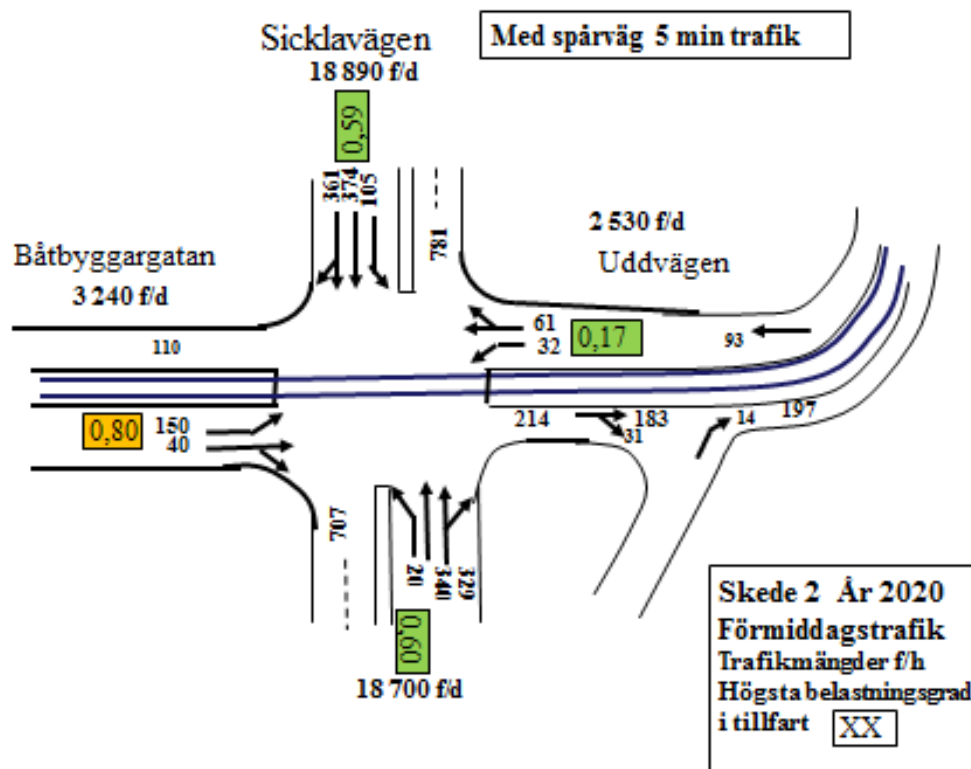 Sicklavägen
18 890 f/d
Med spårväg 5 min trafik
0,59
361
374
105
781
2 530 f/d
Uddvägen
Båtbyggargatan
3 240 f/d
110
61
32
0,17
93
0,80
150
40
214
183
31
14
197
707
20
340
329
0,60
18 700 f/d
Skede 2 År 2020
Förmiddagstrafik
Trafikmängder f/h
Högsta belastningsgrad
i tillfart XX